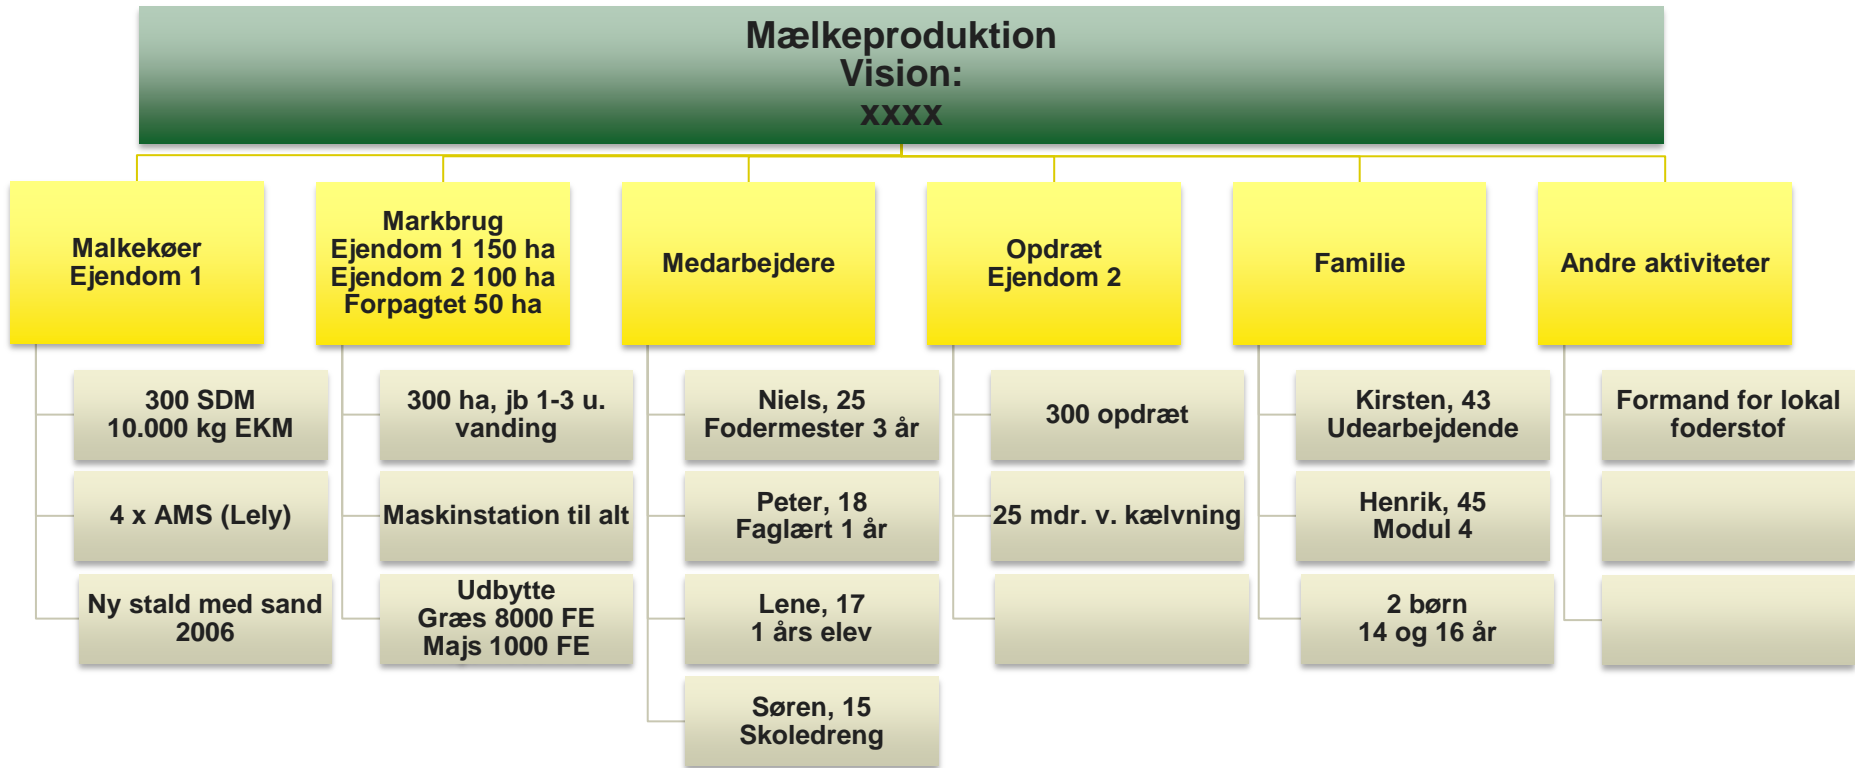 Mælkeproduktion
Vision:
xxxx
Malkekøer
Ejendom 1
300 SDM
10.000 kg EKM
4 x AMS (Lely)
Ny stald med sand
2006
Markbrug
Ejendom 1 150 ha
Ejendom 2 100 ha
Forpagtet 50 ha
300 ha, jb 1-3 u.
vanding
Maskinstation til alt
Udbytte
Græs 8000 FE
Majs 1000 FE
Medarbejdere
Niels, 25
Fodermester 3 år
Peter, 18
Faglært 1 år
Lene, 17
1 års elev
Søren, 15
Skoledreng
Opdræt
Ejendom 2
300 opdræt
25 mdr. v. kælvning
Familie
Kirsten, 43
Udearbejdende
Henrik, 45
Modul 4
2 børn
14 og 16 år
Andre aktiviteter
Formand for lokal
foderstof